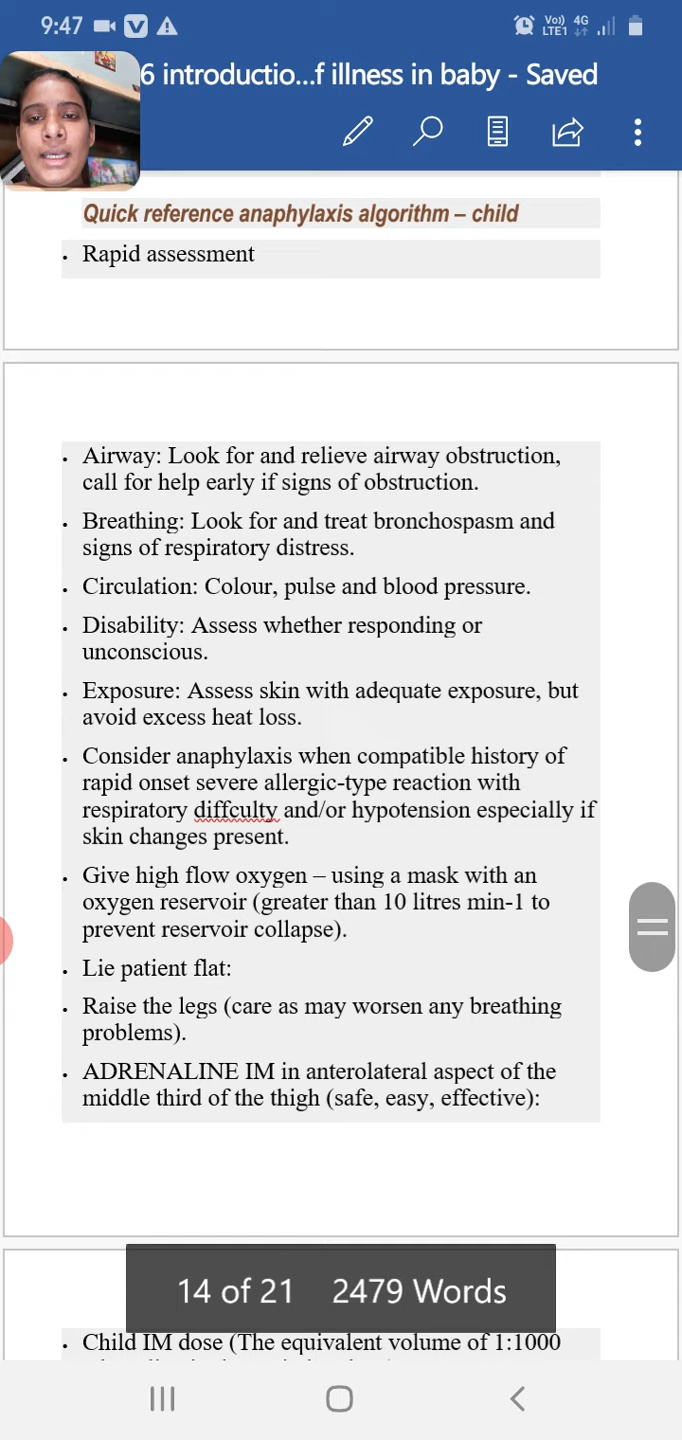 9:47
Vo) 4G
LTE1
6 introductio...f illness in baby - Saved
Quick reference anaphylaxis algorithm – child
• Rapid assessment
• Airway: Look for and relieve airway obstruction,
call for help early if signs of obstruction.
• Breathing: Look for and treat bronchospasm and
signs of respiratory distress.
• Circulation: Colour, pulse and blood pressure.
• Disability: Assess whether responding or
unconscious.
• Exposure: Assess skin with adequate exposure, but
avoid excess heat loss.
• Consider anaphylaxis when compatible history of
rapid onset severe allergic-type reaction with
respiratory diffculty and/or hypotension especially if
skin changes present.
• Give high flow oxygen – using a mask with an
oxygen reservoir (greater than 10 litres min-1 to
prevent reservoir collapse).
• Lie patient flat:
• Raise the legs (care as may worsen any breathing
problems).
• ADRENALINE IM in anterolateral aspect of the
middle third of the thigh (safe, easy, effective):
14 of 21 2479 Words
• Child IM dose (The equivalent volume of 1:1000